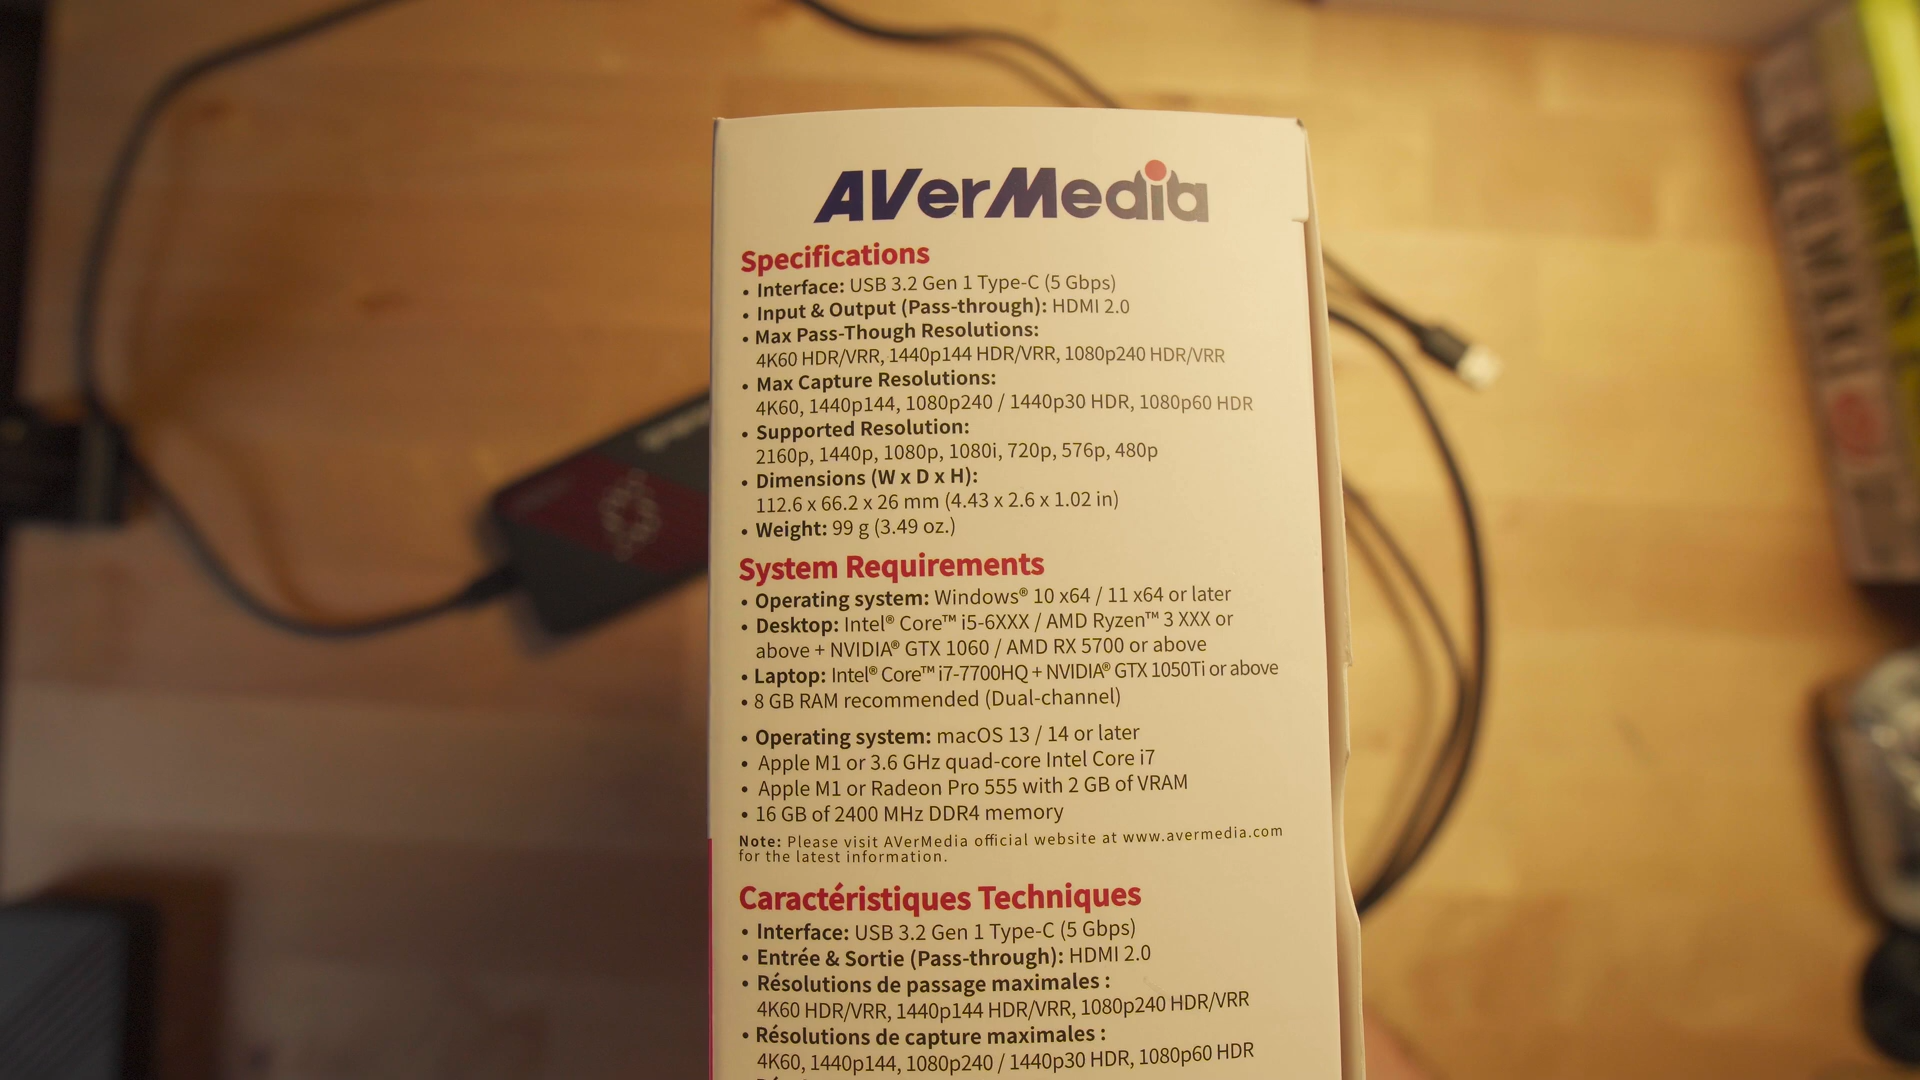 AVerMedia
Specifications
• Interface: USB 3.2 Gen 1 Type-C (5 Gbps)
• Input & Output (Pass-through): HDMI 2.0
• Max Pass-Though Resolutions:
4K60 HDR/VRR, 1440p144 HDR/VRR, 1080p240 HDR/VRR
• Max Capture Resolutions:
4K60, 1440p144, 1080p240 / 1440p30 HDR, 1080p60 HDR
• Supported Resolution:
2160p, 1440p, 1080p, 1080i, 720p, 576p, 480p
• Dimensions (W x D x H):
112.6 x 66.2 x 26 mm (4.43 x 2.6 x 1.02 in)
• Weight: 99 g (3.49 oz.)
System Requirements
• Operating system: Windows® 10 x64 / 11 x64 or later
• Desktop: Intel® Core™ i5-6XXX / AMD Ryzen™ 3 XXX or
above + NVIDIA® GTX 1060 / AMD RX 5700 or above
• Laptop: Intel® Core™ i7-7700HQ + NVIDIA® GTX 1050Ti or above
• 8 GB RAM recommended (Dual-channel)
• Operating system: macOS 13 / 14 or later
• Apple M1 or 3.6 GHz quad-core Intel Core i7
• Apple M1 or Radeon Pro 555 with 2 GB of VRAM
• 16 GB of 2400 MHz DDR4 memory
Note: Please visit AVerMedia official website at www.avermedia.com
for the latest information.
Caractéristiques Techniques
• Interface: USB 3.2 Gen 1 Type-C (5 Gbps)
• Entrée & Sortie (Pass-through): HDMI 2.0
• Résolutions de passage maximales :
4K60 HDR/VRR, 1440p144 HDR/VRR, 1080p240 HDR/VRR
• Résolutions de capture maximales :
4K60, 1440p144, 1080p240 / 1440p30 HDR, 1080p60 HDR